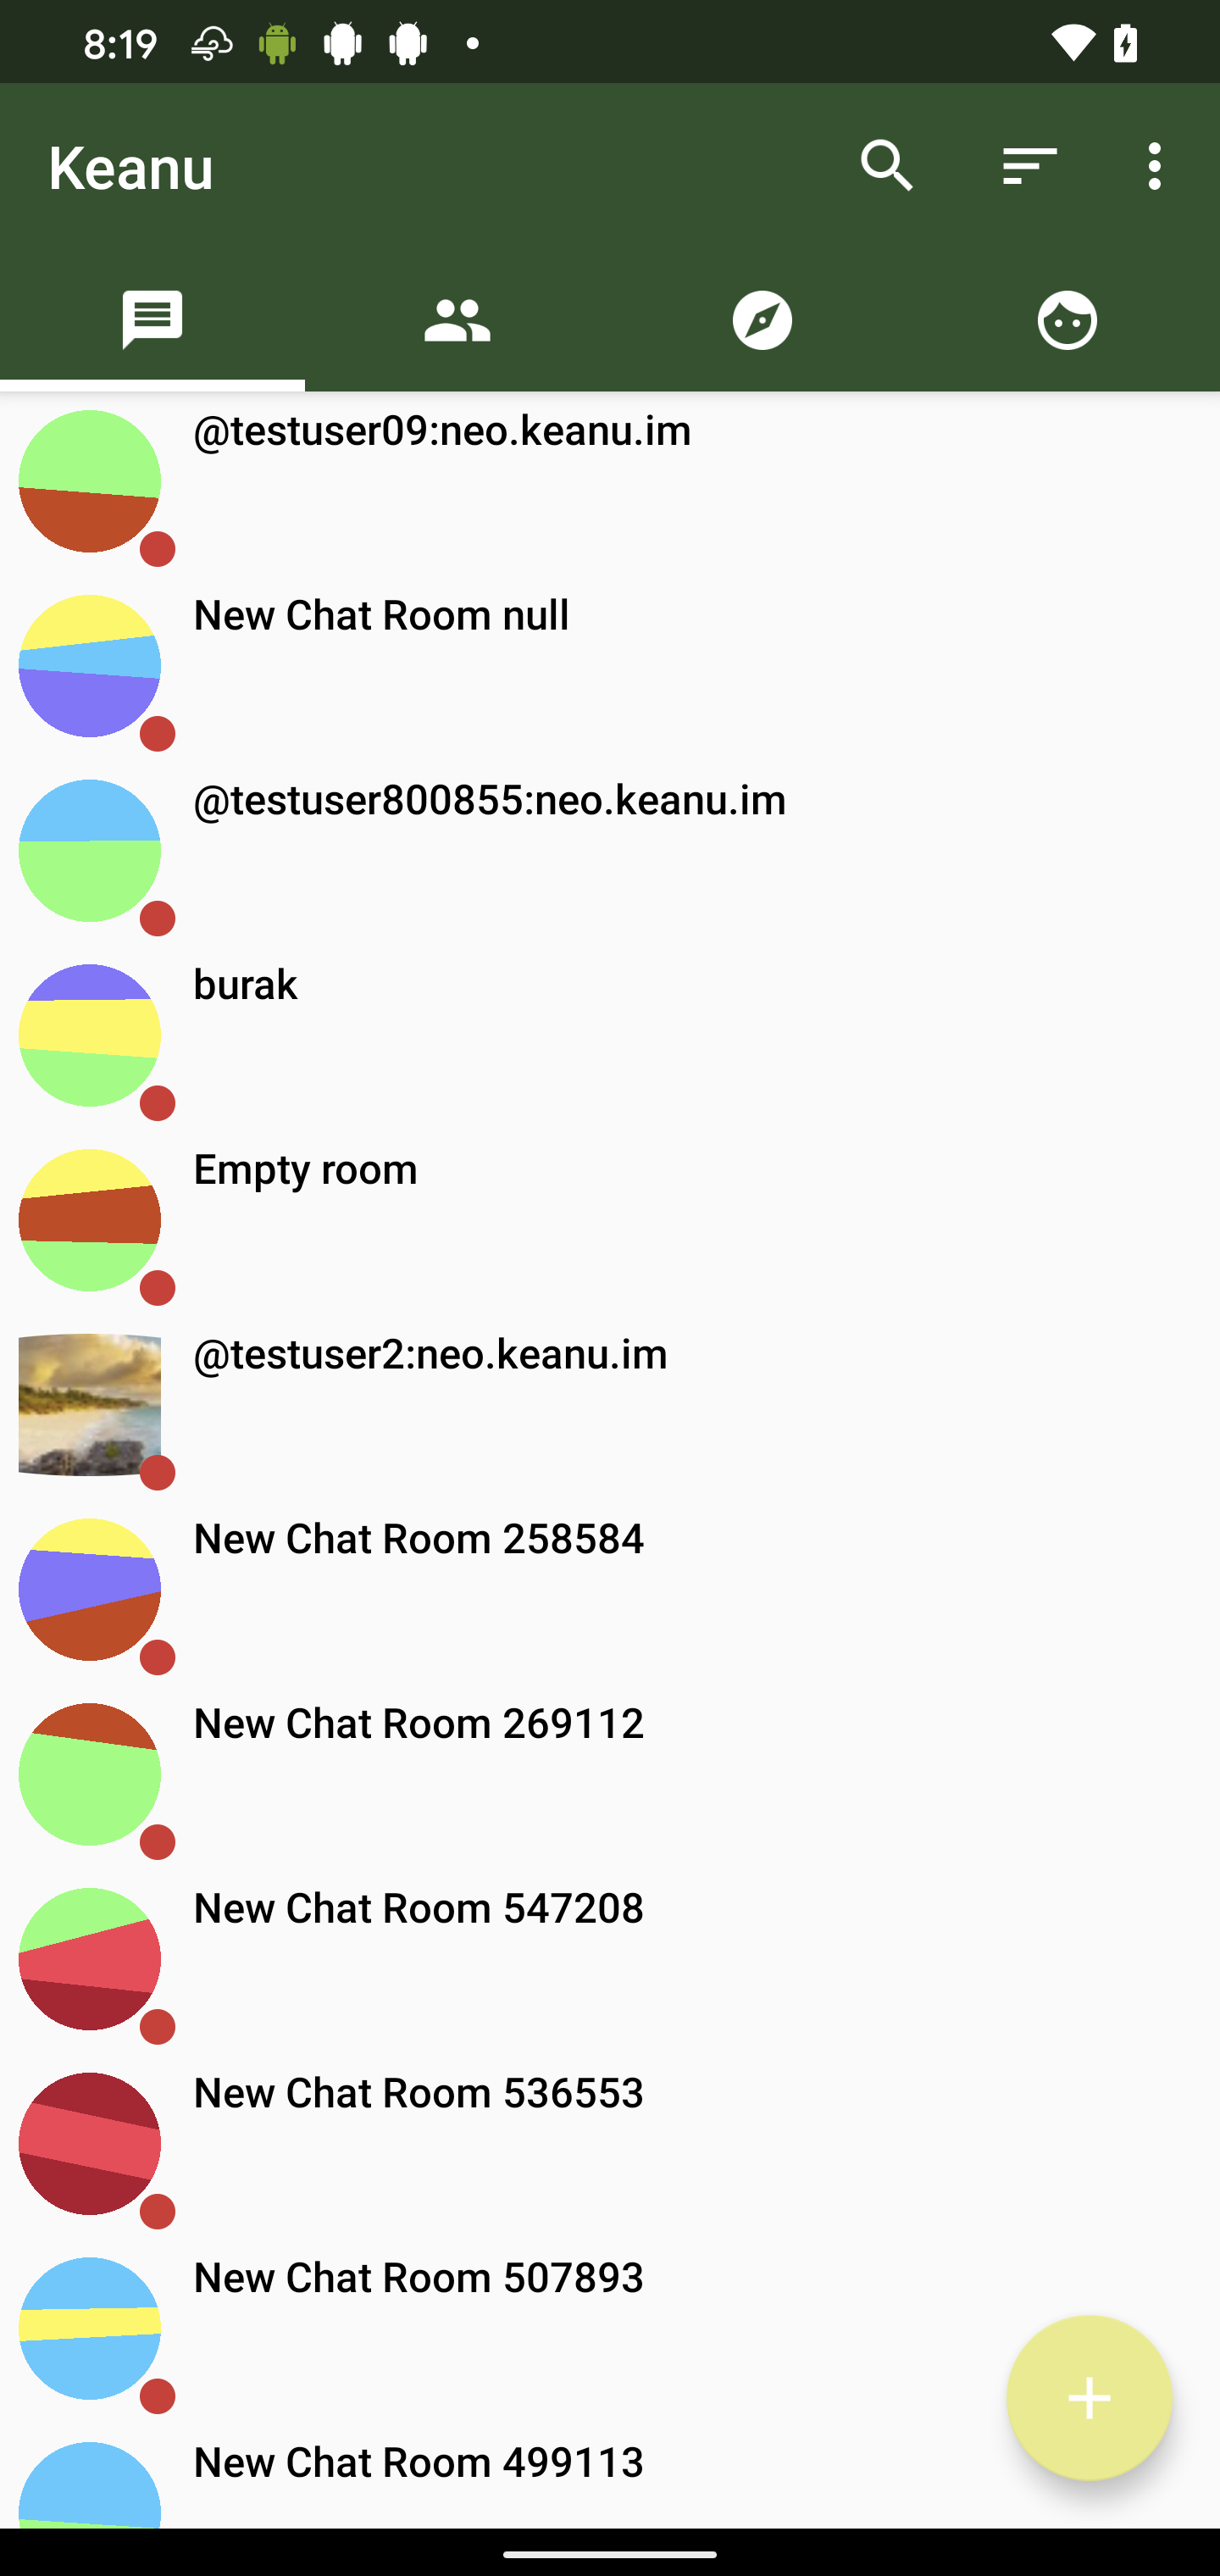 8:19
Keanu
@testuser09:neo.keanu.im
New Chat Room null
@testuser800855:neo.keanu.im
burak
Empty room
@testuser2:neo.keanu.im
New Chat Room 258584
New Chat Room 269112
New Chat Room 547208
New Chat Room 536553
New Chat Room 507893
New Chat Room 499113